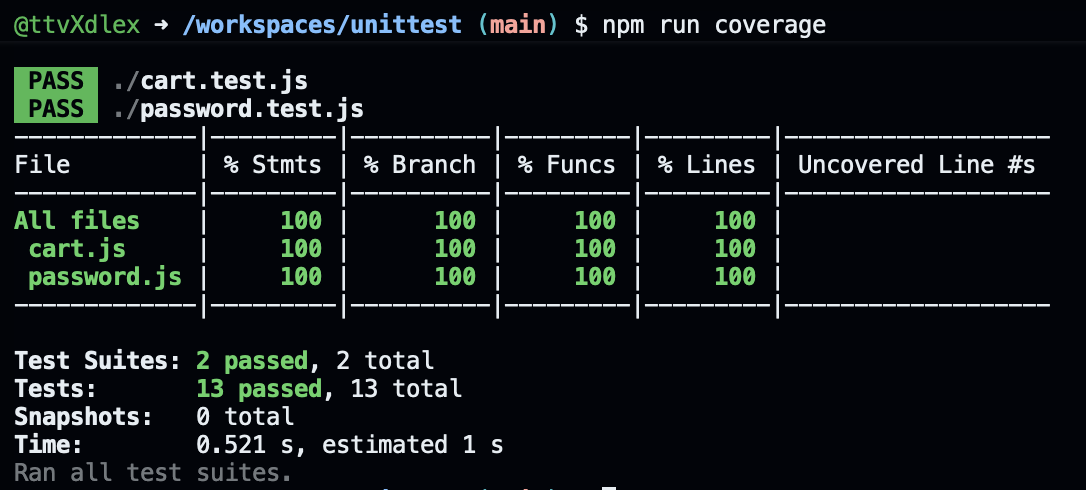 @ttvXdlex ➜ /workspaces/unittest (main) $ npm run coverage
PASS ./cart.test.js
PASS ./password.test.js
-------------|---------|----------|---------|---------|-------------------
File         | % Stmts | % Branch | % Funcs | % Lines | Uncovered Line #s
-------------|---------|----------|---------|---------|-------------------
All files    |     100 |      100 |     100 |     100 |
 cart.js     |     100 |      100 |     100 |     100 |
 password.js |     100 |      100 |     100 |     100 |
-------------|---------|----------|---------|---------|-------------------
Test Suites: 2 passed, 2 total
Tests:       13 passed, 13 total
Snapshots:   0 total
Time:        0.521 s, estimated 1 s
Ran all test suites.